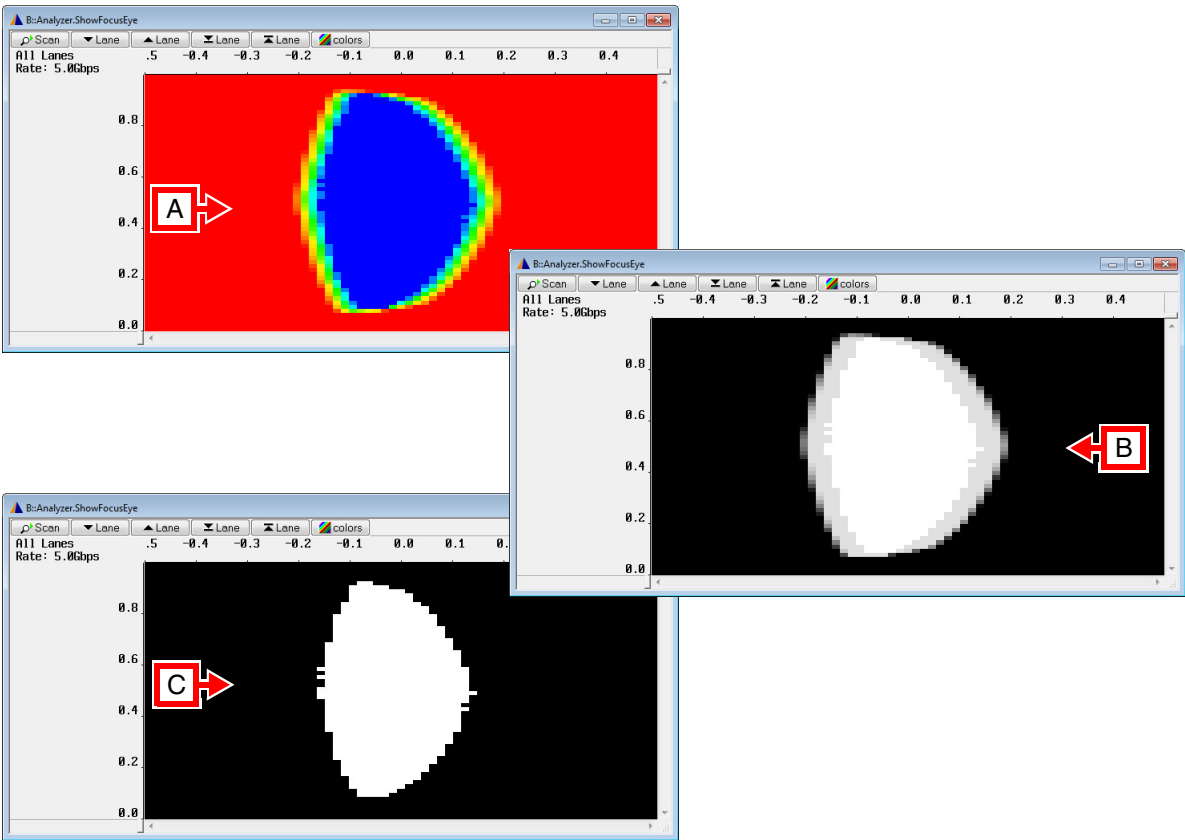 B::Analyzer.ShowFocusEye
Scan Lane Lane Lane Lane colors
All Lanes .5 -0.4 -0.3 -0.2 -0.1 0.0 0.1 0.2 0.3 0.4
Rate: 5.0Gbps
0.8
0.6
A
0.4
0.2
0.0
B::Analyzer.ShowFocusEye
Scan Lane Lane Lane Lane colors
All Lanes .5 -0.4 -0.3 -0.2 -0.1 0.0 0.1 0.2 0.3 0.4
Rate: 5.0Gbps
0.8
0.6
B
0.4
0.2
0.0
B::Analyzer.ShowFocusEye
Scan Lane Lane Lane Lane colors
All Lanes .5 -0.4 -0.3 -0.2 -0.1 0.0 0.1 0.
Rate: 5.0Gbps
0.8
0.6
C
0.4
0.2
0.0